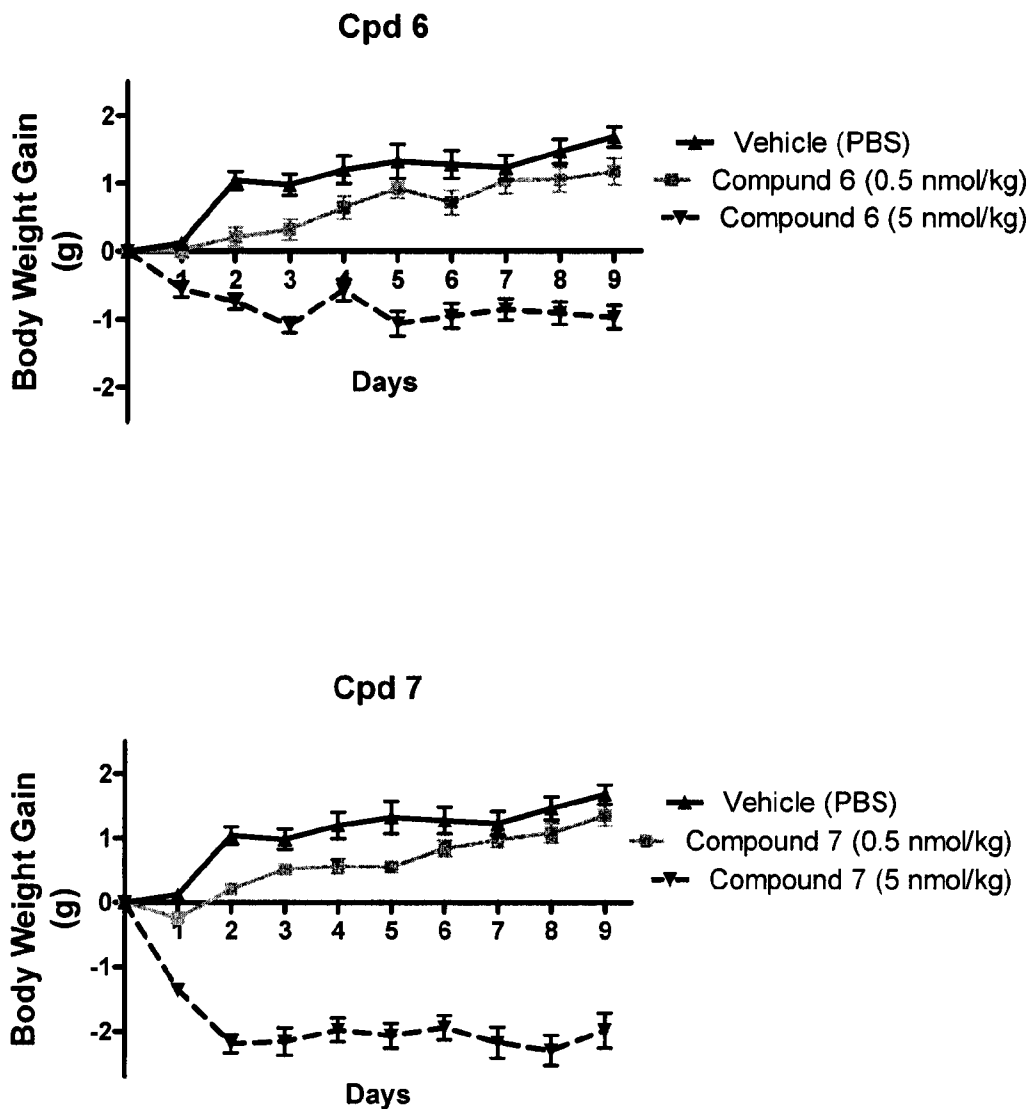 Cpd 6
Body Weight Gain
(g)
2
1
0
-1
-2
1 2 3 4 5 6 7 8 9
Days
Vehicle (PBS)
Compund 6 (0.5 nmol/kg)
Compound 6 (5 nmol/kg)
Cpd 7
Body Weight Gain
(g)
2
1
0
-1
-2
1 2 3 4 5 6 7 8 9
Days
Vehicle (PBS)
Compound 7 (0.5 nmol/kg)
Compound 7 (5 nmol/kg)